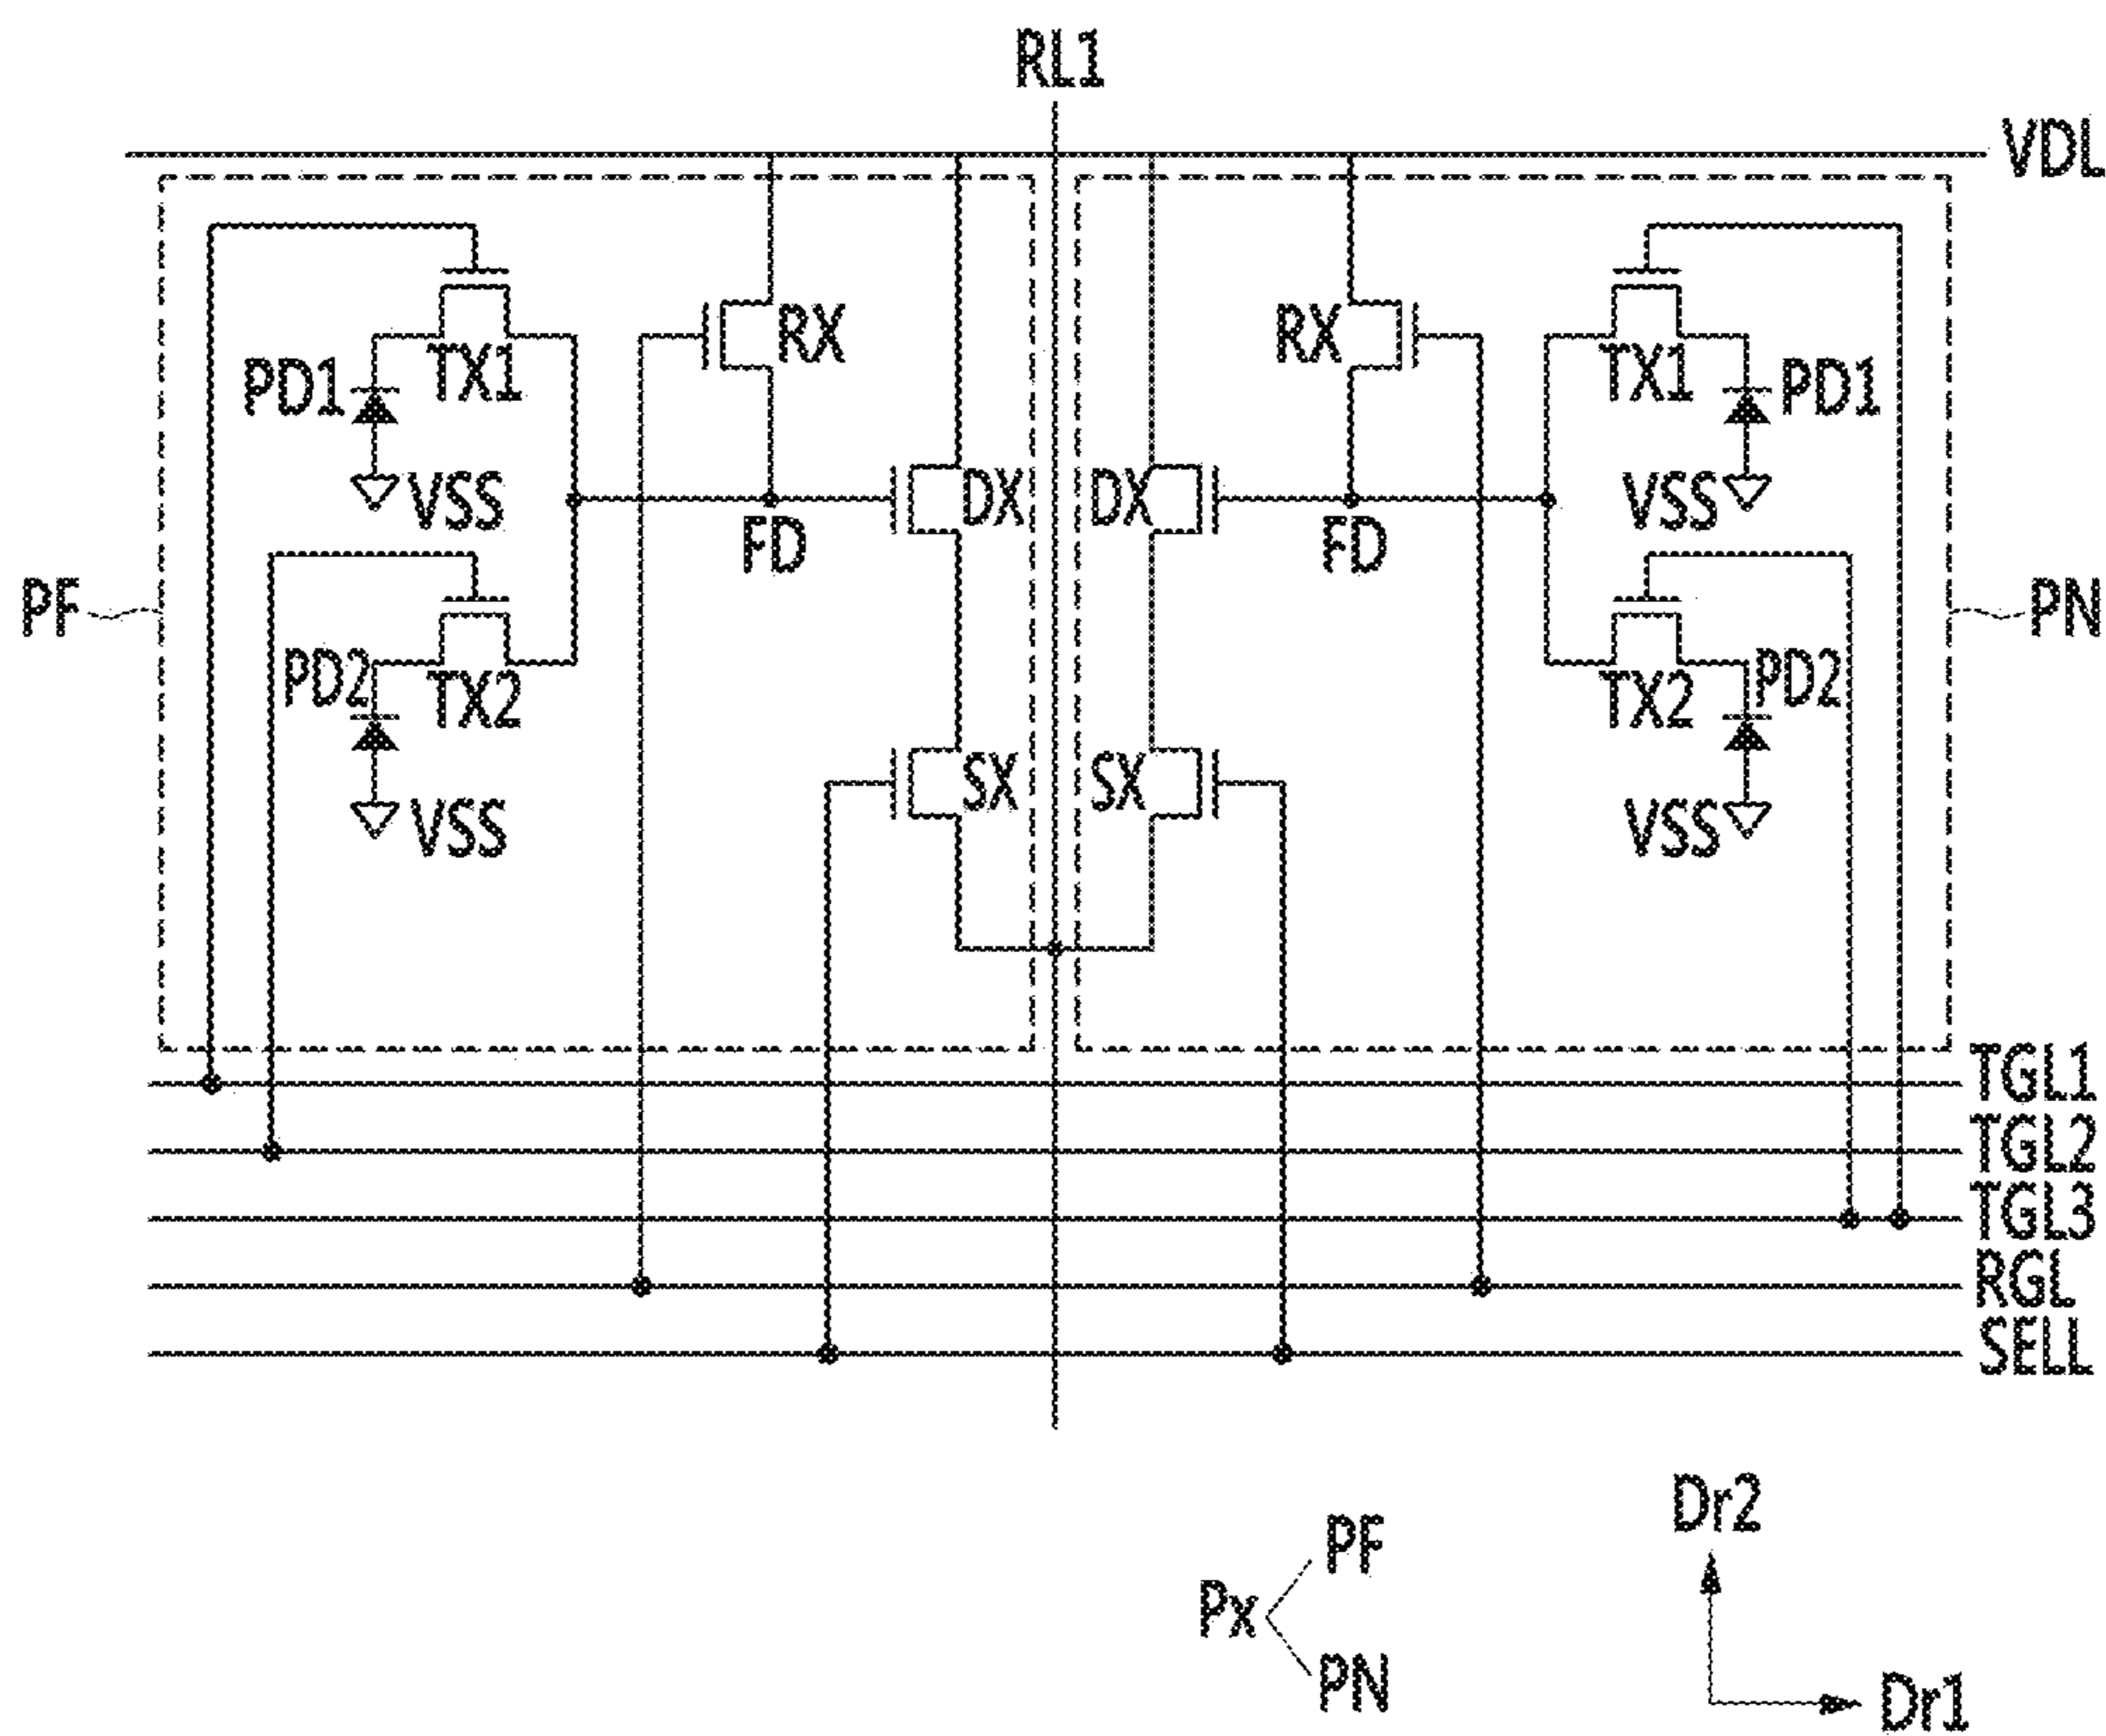 RL1
VDL
RX
RX
PD1
TX1
TX1
PD1
VSS
DX
DX
VSS
FD
FD
PF
PN
PD2
TX2
TX2
PD2
SX
SX
VSS
VSS
TGL1
TGL2
TGL3
RGL
SELL
Dr2
PF
Px
PN
Dr1